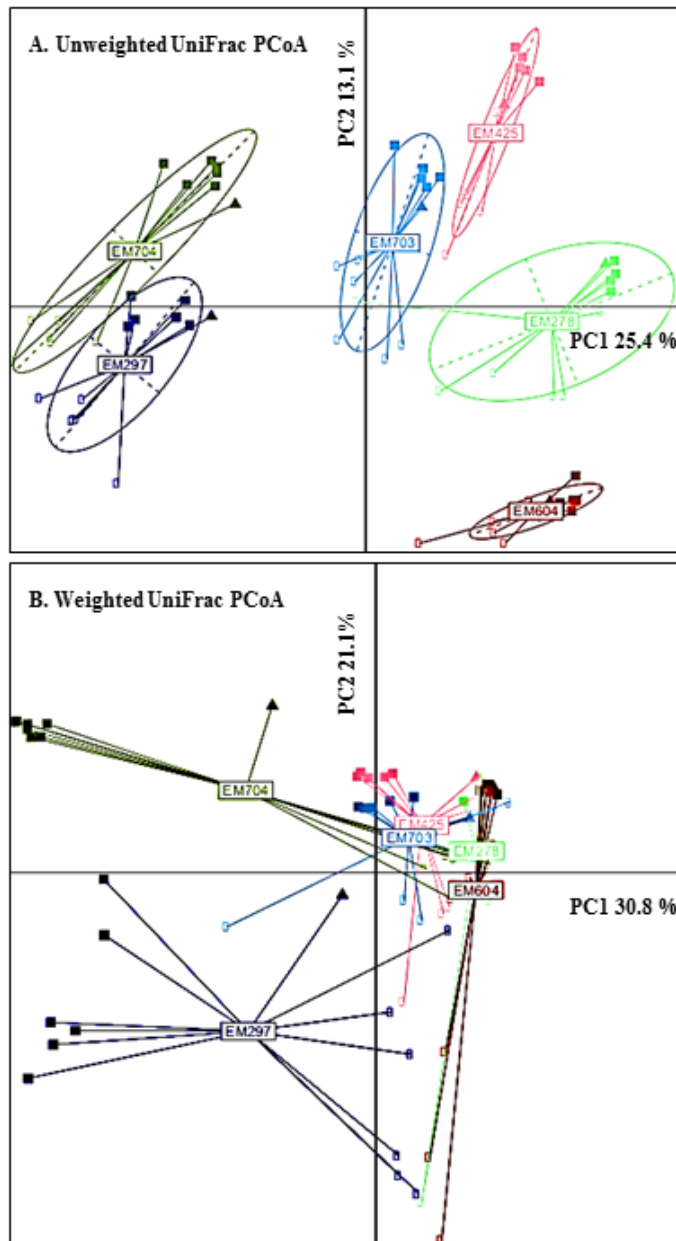 A. Unweighted UniFrac PCoA
PC2 13.1 %
EM425
EM703
EM704
EM278
PC1 25.4 %
EM297
EM604
B. Weighted UniFrac PCoA
PC2 21.1%
EM704
EM425
EM703
EM278
EM604
PC1 30.8 %
EM297